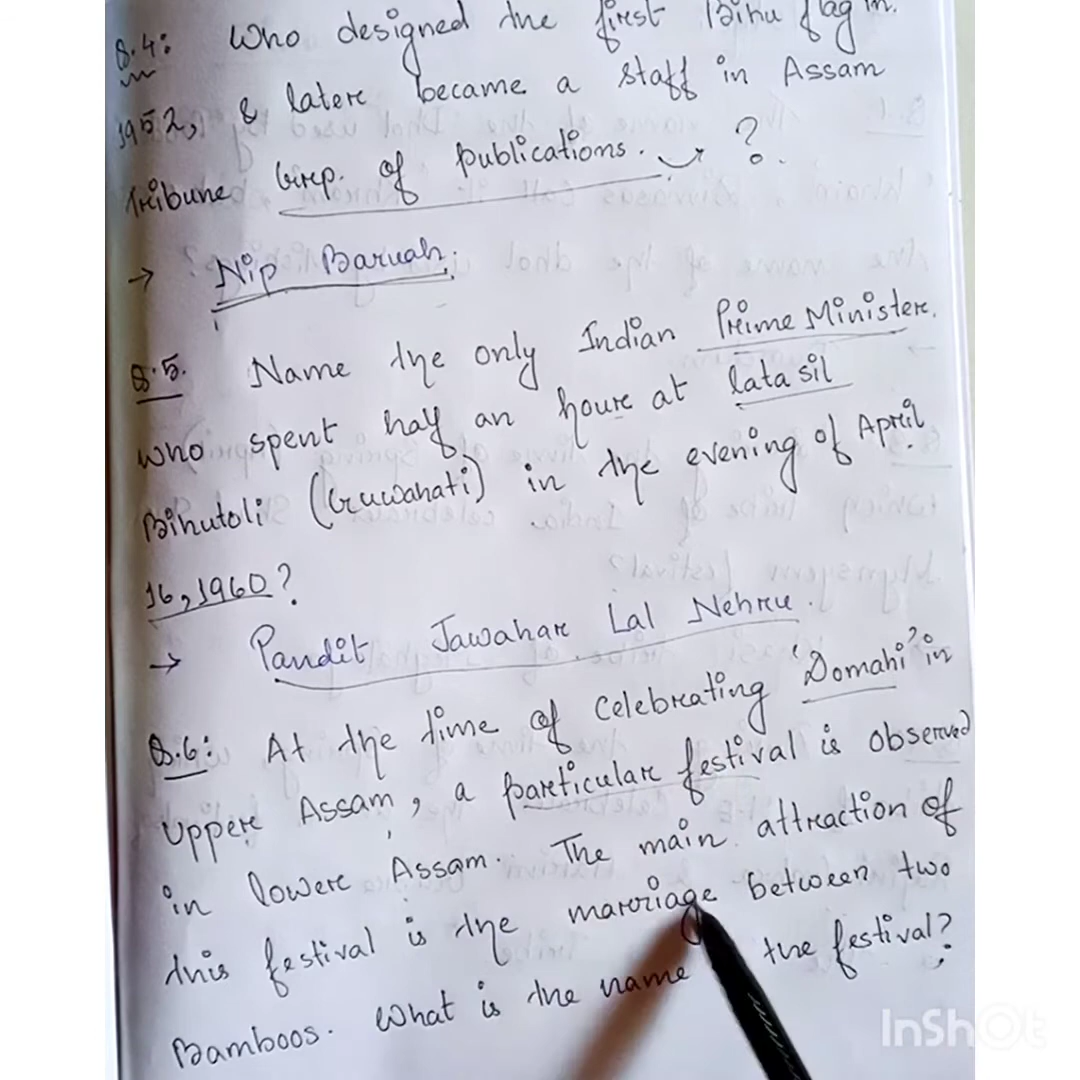 Q.4: Who designed the first Bihu flag in
1952, & later became a staff in Assam
Tribune Grp. of publications. ?
→ Nip Baruah.
Q.5. Name the only Indian Prime Minister
who spent half an hour at latasil
Bihutoli (Guwahati) in the evening of April
16, 1960?
→ Pandit Jawahar Lal Nehru.
Q.6: At the time of celebrating 'Domahi' in
Upper Assam, a particular festival is observed
in lower Assam. The main attraction of
this festival is the marriage between two
Bamboos. What is the name the festival?
InShOt